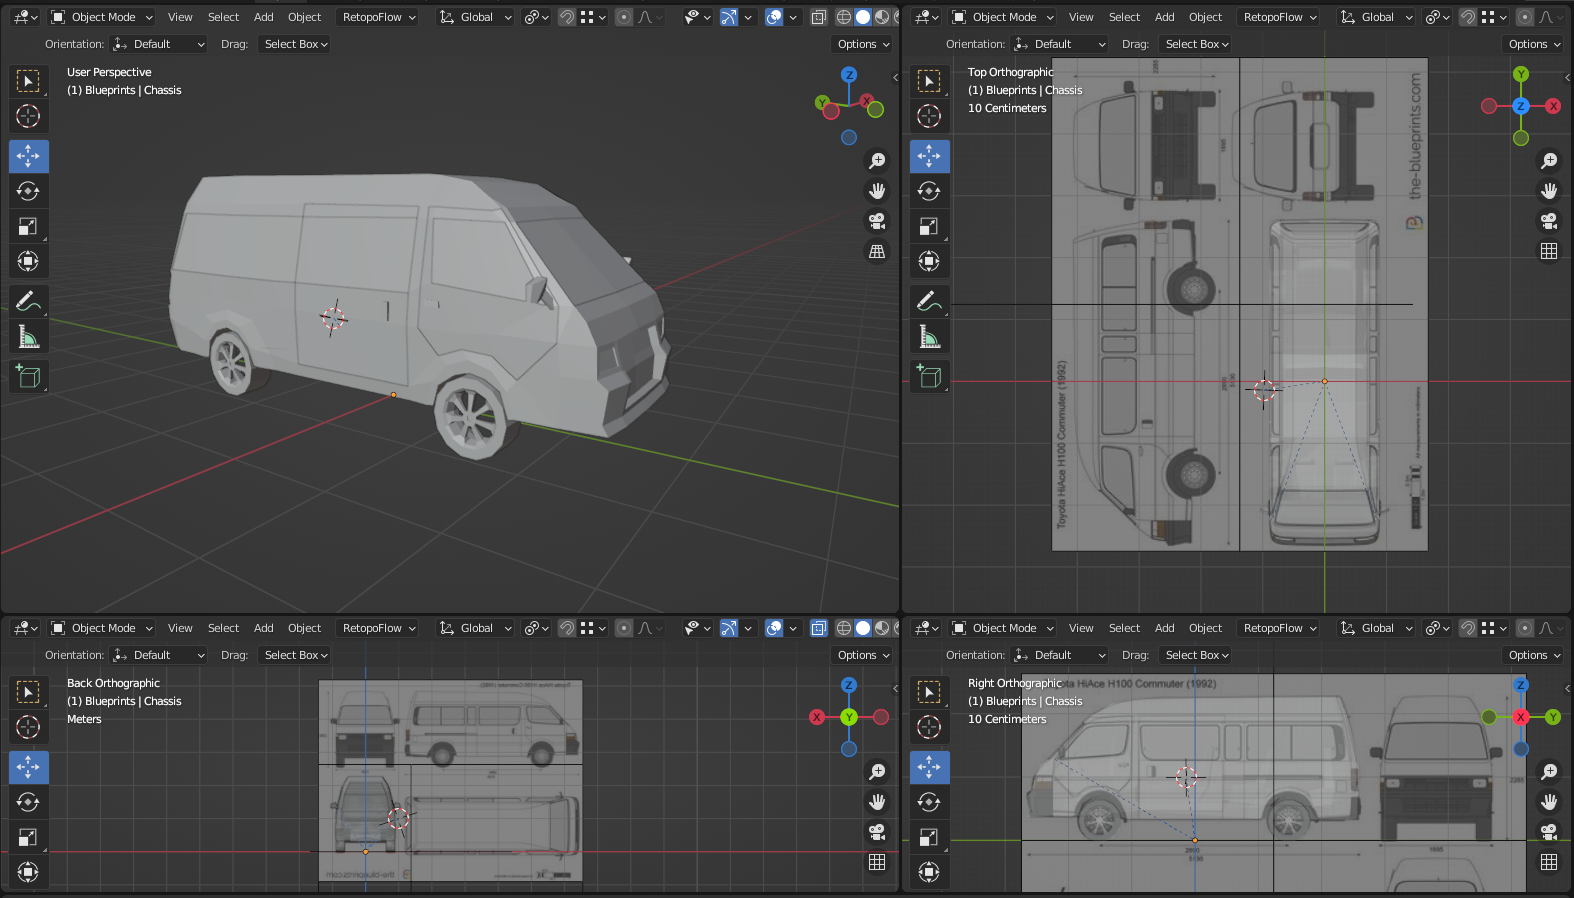 Object Mode View Select Add Object RetopoFlow Global
Orientation: Default Drag: Select Box Options
User Perspective
(1) Blueprints | Chassis
Z
Y
X
Object Mode View Select Add Object RetopoFlow Global
Orientation: Default Drag: Select Box Options
Top Orthographic
(1) Blueprints | Chassis
10 Centimeters
Y
Z
X
the-blueprints.com
Toyota HiAce H100 Commuter (1992)
Object Mode View Select Add Object RetopoFlow Global
Orientation: Default Drag: Select Box Options
Back Orthographic
(1) Blueprints | Chassis
Meters
Z
X
Y
Object Mode View Select Add Object RetopoFlow Global
Orientation: Default Drag: Select Box Options
Right Orthographic
(1) Blueprints | Chassis
10 Centimeters
HiAce H100 Commuter (1992)
Z
X
Y